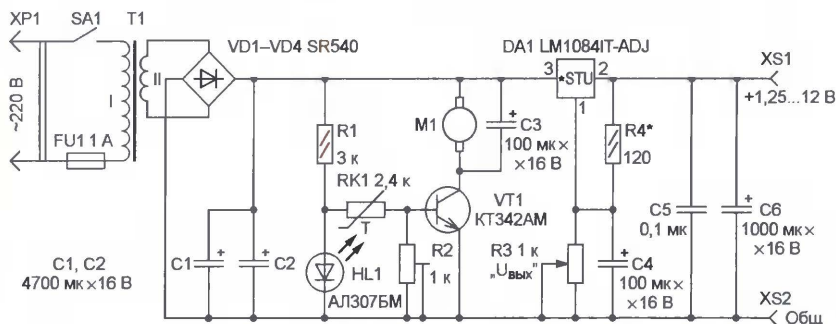 XP1
SA1
T1
~220 В
I
II
FU1 1 А
VD1–VD4 SR540
R1
3 к
RK1 2,4 к
T
HL1
АЛ307БМ
R2
1 к
M1
C3
100 мк×
×16 В
VT1
КТ342АМ
DA1 LM1084IT-ADJ
3
*STU
2
1
R4*
120
R3 1 к
„Uвых"
C4
100 мк×
×16 В
C5
0,1 мк
C6
1000 мк×
×16 В
XS1
+1,25...12 В
XS2
Общ
C1, C2
4700 мк×16 В
C1
C2
+
+
+
+
+